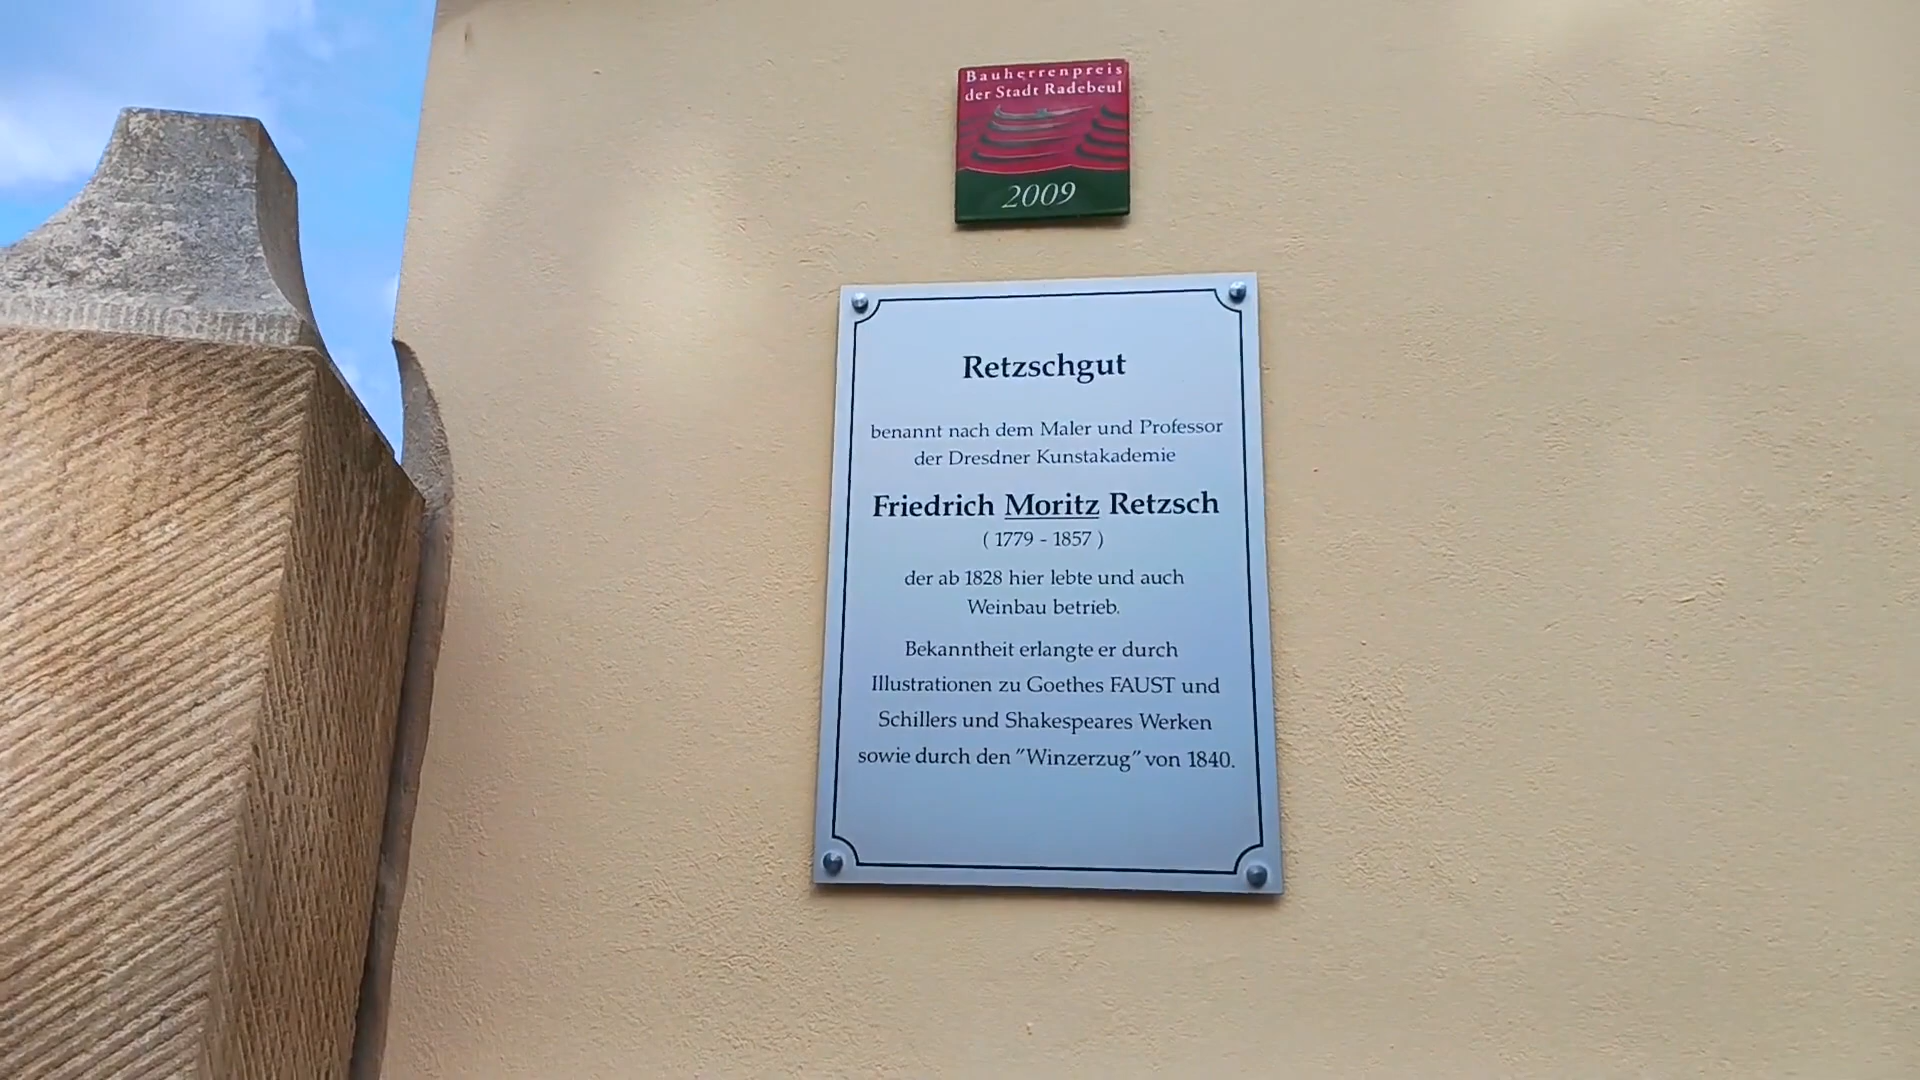 Bauherrenpreis
der Stadt Radebeul
2009
Retzschgut
benannt nach dem Maler und Professor
der Dresdner Kunstakademie
Friedrich Moritz Retzsch
( 1779 - 1857 )
der ab 1828 hier lebte und auch
Weinbau betrieb.
Bekanntheit erlangte er durch
Illustrationen zu Goethes FAUST und
Schillers und Shakespeares Werken
sowie durch den "Winzerzug" von 1840.